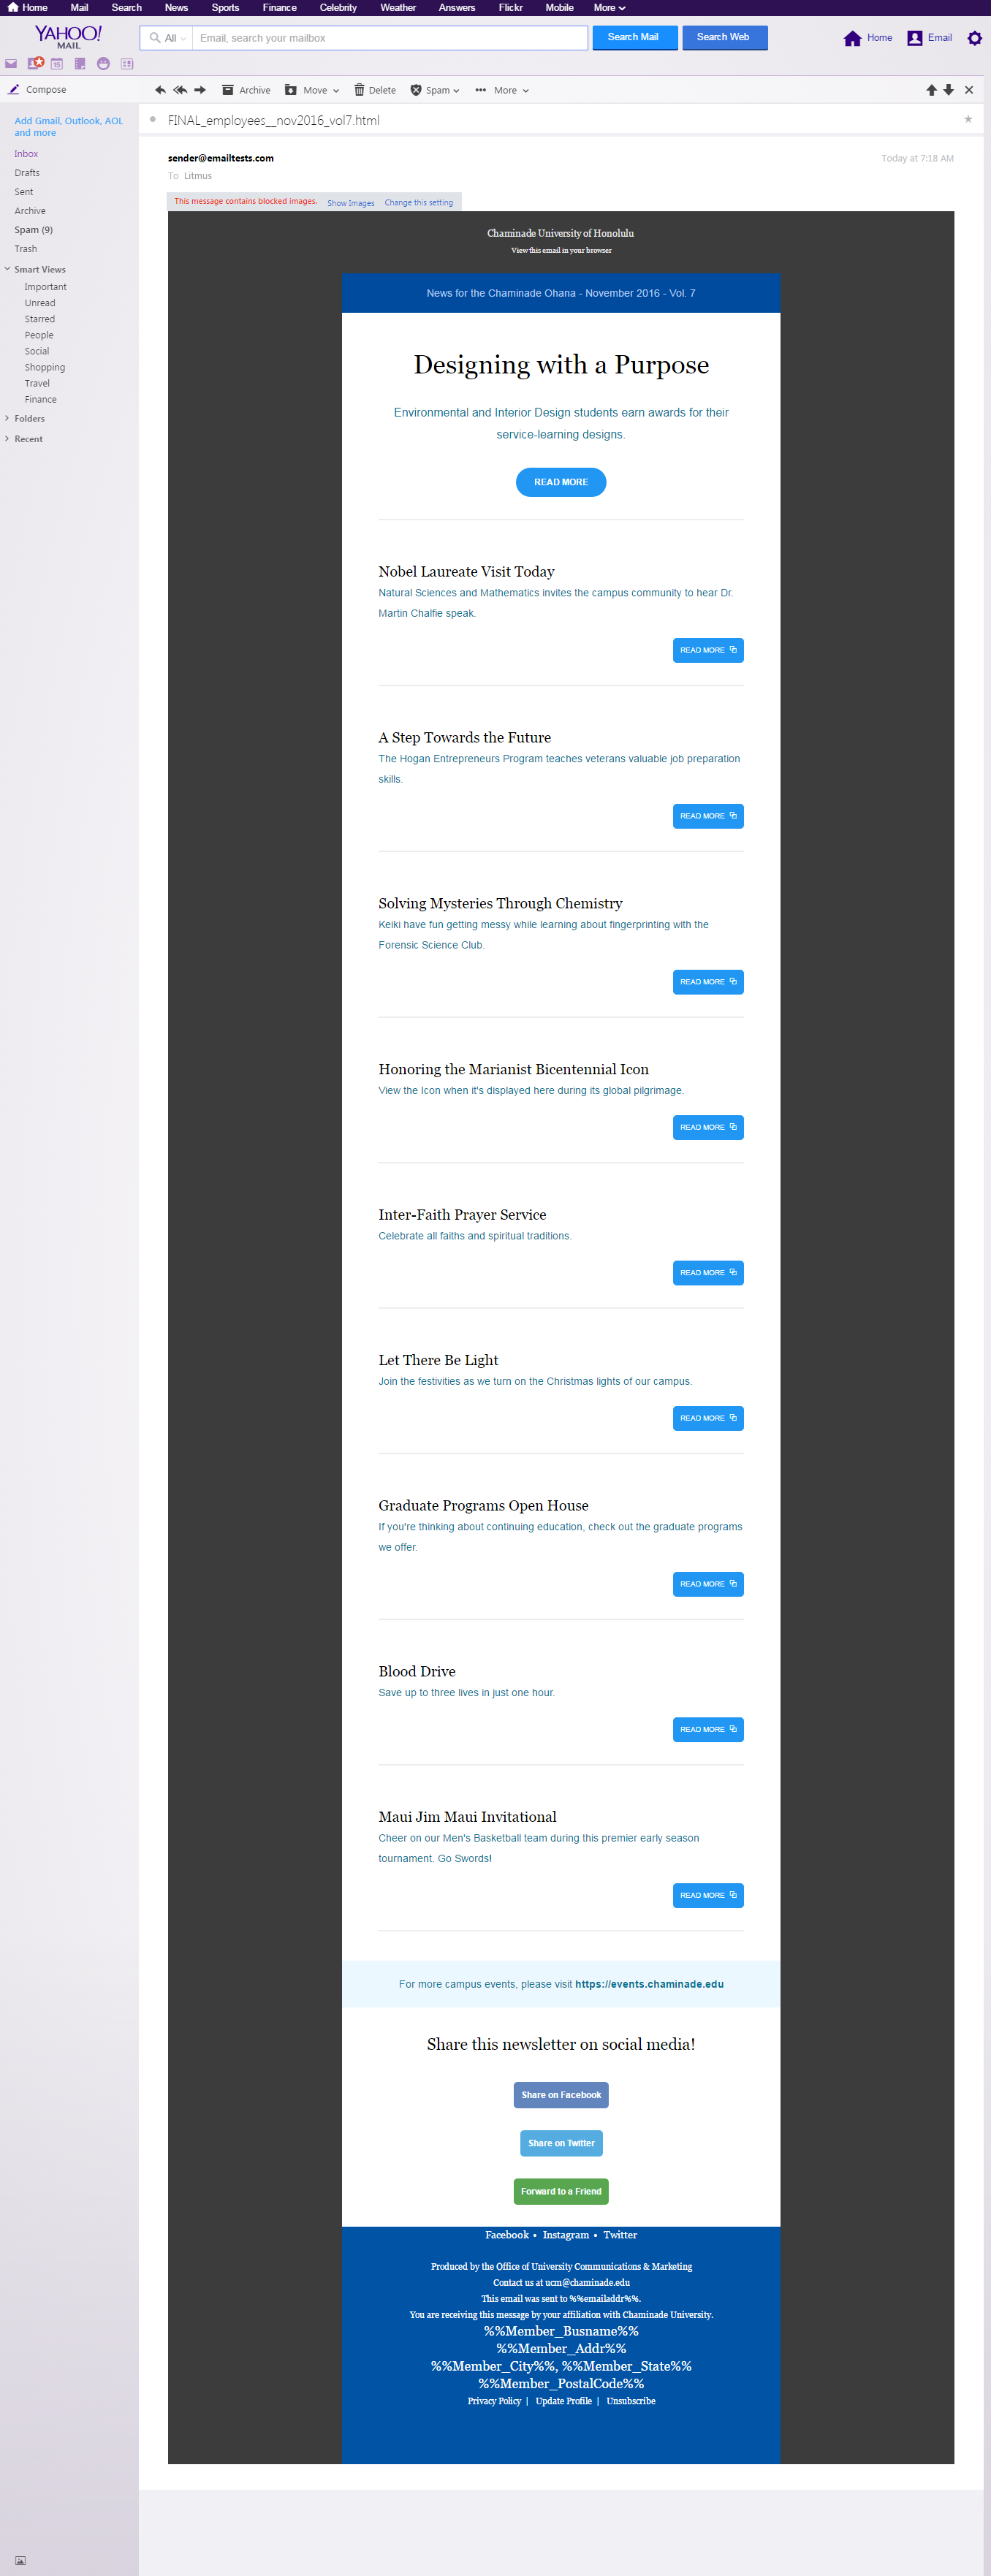 Home Mail Search News Sports Finance Celebrity Weather Answers Flickr Mobile More
YAHOO!
MAIL
All Email, search your mailbox Search Mail Search Web Home Email
15
Compose Archive Move Delete Spam More
Add Gmail, Outlook, AOL
and more
Inbox
Drafts
Sent
Archive
Spam (9)
Trash
Smart Views
Important
Unread
Starred
People
Social
Shopping
Travel
Finance
Folders
Recent
FINAL_employees__nov2016_vol7.html
sender@emailtests.com Today at 7:18 AM
To Litmus
This message contains blocked images. Show Images Change this setting
Chaminade University of Honolulu
View this email in your browser
News for the Chaminade Ohana - November 2016 - Vol. 7
Designing with a Purpose
Environmental and Interior Design students earn awards for their
service-learning designs.
READ MORE
Nobel Laureate Visit Today
Natural Sciences and Mathematics invites the campus community to hear Dr.
Martin Chalfie speak.
READ MORE
A Step Towards the Future
The Hogan Entrepreneurs Program teaches veterans valuable job preparation
skills.
READ MORE
Solving Mysteries Through Chemistry
Keiki have fun getting messy while learning about fingerprinting with the
Forensic Science Club.
READ MORE
Honoring the Marianist Bicentennial Icon
View the Icon when it's displayed here during its global pilgrimage.
READ MORE
Inter-Faith Prayer Service
Celebrate all faiths and spiritual traditions.
READ MORE
Let There Be Light
Join the festivities as we turn on the Christmas lights of our campus.
READ MORE
Graduate Programs Open House
If you're thinking about continuing education, check out the graduate programs
we offer.
READ MORE
Blood Drive
Save up to three lives in just one hour.
READ MORE
Maui Jim Maui Invitational
Cheer on our Men's Basketball team during this premier early season
tournament. Go Swords!
READ MORE
For more campus events, please visit https://events.chaminade.edu
Share this newsletter on social media!
Share on Facebook
Share on Twitter
Forward to a Friend
Facebook • Instagram • Twitter
Produced by the Office of University Communications & Marketing
Contact us at ucm@chaminade.edu
This email was sent to %%emailaddr%%.
You are receiving this message by your affiliation with Chaminade University.
%%Member_Busname%%
%%Member_Addr%%
%%Member_City%%, %%Member_State%%
%%Member_PostalCode%%
Privacy Policy | Update Profile | Unsubscribe